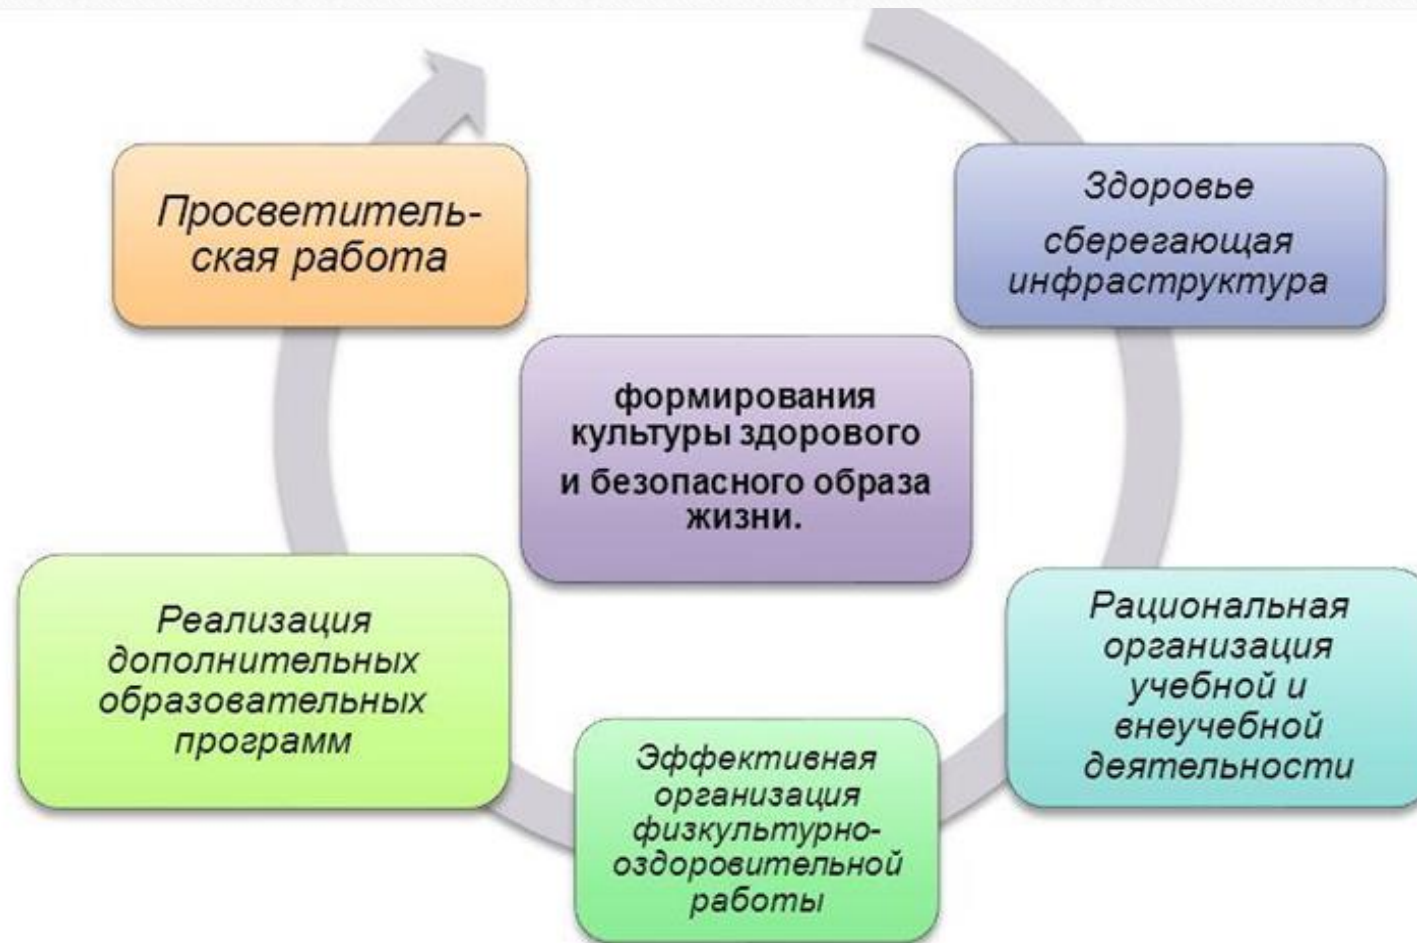 Просветитель-
ская работа
Здоровье
сберегающая
инфраструктура
формирования
культуры здорового
и безопасного образа
жизни.
Реализация
дополнительных
образовательных
программ
Эффективная
организация
физкультурно-
оздоровительной
работы
Рациональная
организация
учебной и
внеучебной
деятельности